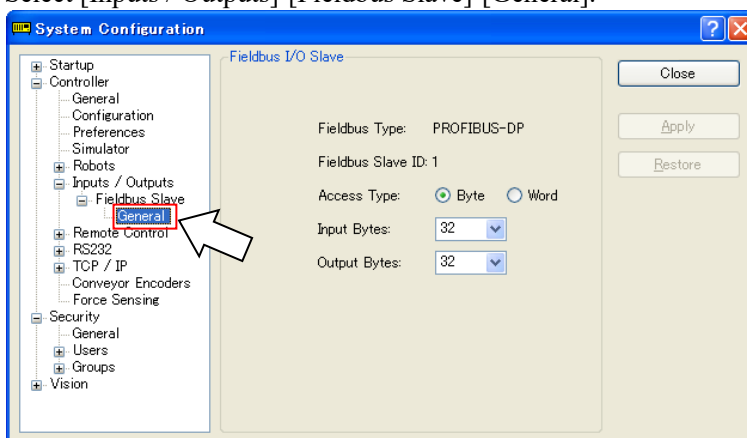 Select [Inputs / Outputs]-[Fieldbus Slave]-[General].
System Configuration
Startup
Controller
General
Configuration
Preferences
Simulator
Robots
Inputs / Outputs
Fieldbus Slave
General
Remote Control
RS232
TCP / IP
Conveyor Encoders
Force Sensing
Security
General
Users
Groups
Vision
Fieldbus I/O Slave
Fieldbus Type: PROFIBUS-DP
Fieldbus Slave ID: 1
Access Type: Byte Word
Input Bytes: 32
Output Bytes: 32
Close
Apply
Restore